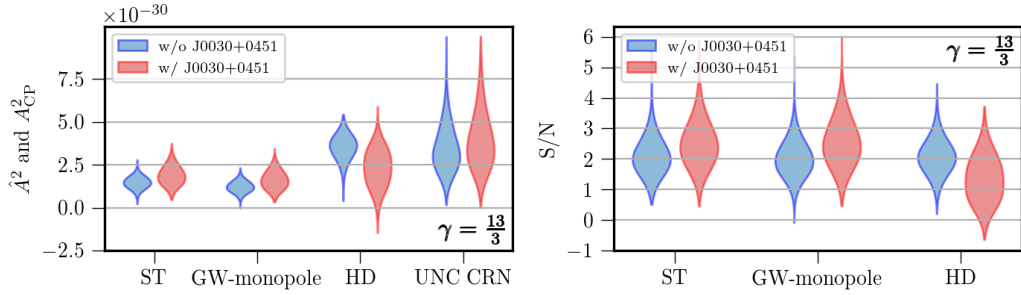 ×10⁻³⁰
Â² and A²_CP
7.5
5.0
2.5
0.0
−2.5
w/o J0030+0451
w/ J0030+0451
γ = 13/3
ST GW-monopole HD UNC CRN
S/N
6
5
4
3
2
1
0
−1
w/o J0030+0451
w/ J0030+0451
γ = 13/3
ST GW-monopole HD